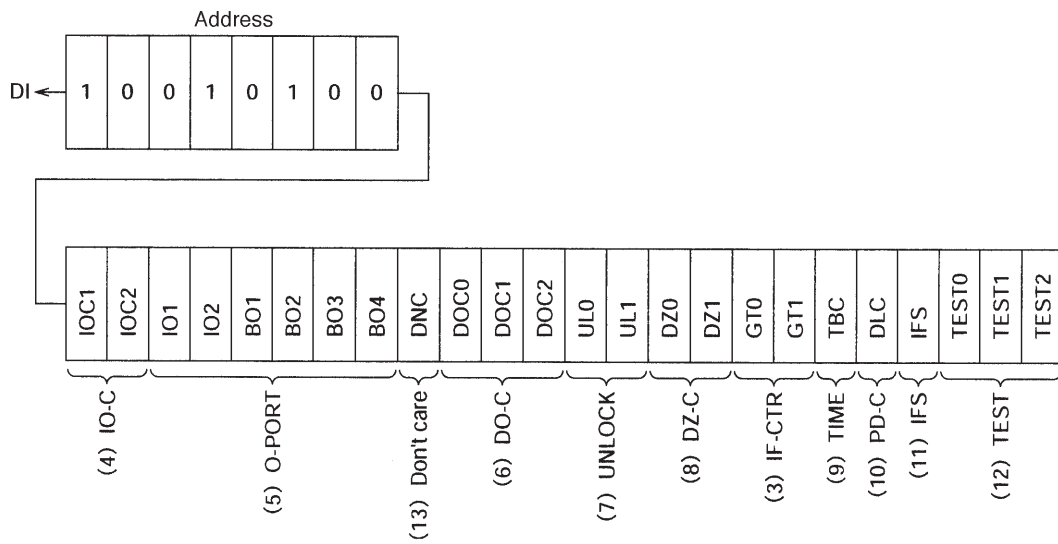 Address
DI 1 0 0 1 0 1 0 0
IOC1 IOC2 IO1 IO2 BO1 BO2 BO3 BO4 DNC DOC0 DOC1 DOC2 UL0 UL1 DZ0 DZ1 GT0 GT1 TBC DLC IFS TEST0 TEST1 TEST2
(4) IO-C
(5) O-PORT
(13) Don't care
(6) DO-C
(7) UNLOCK
(8) DZ-C
(3) IF-CTR
(9) TIME
(10) PD-C
(11) IFS
(12) TEST